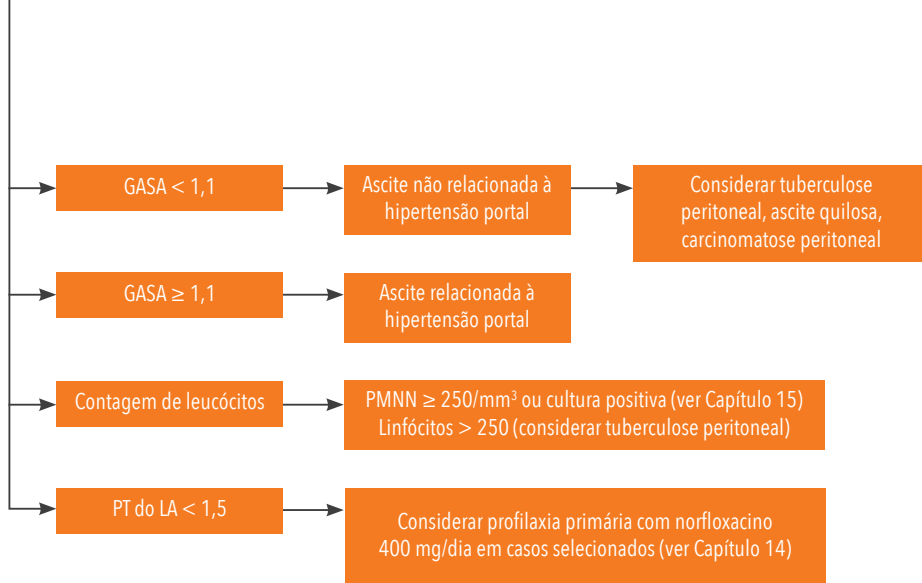 GASA < 1,1
Ascite não relacionada à
hipertensão portal
Considerar tuberculose
peritoneal, ascite quilosa,
carcinomatose peritoneal
GASA ≥ 1,1
Ascite relacionada à
hipertensão portal
Contagem de leucócitos
PMNN ≥ 250/mm³ ou cultura positiva (ver Capítulo 15)
Linfócitos > 250 (considerar tuberculose peritoneal)
PT do LA < 1,5
Considerar profilaxia primária com norfloxacino
400 mg/dia em casos selecionados (ver Capítulo 14)